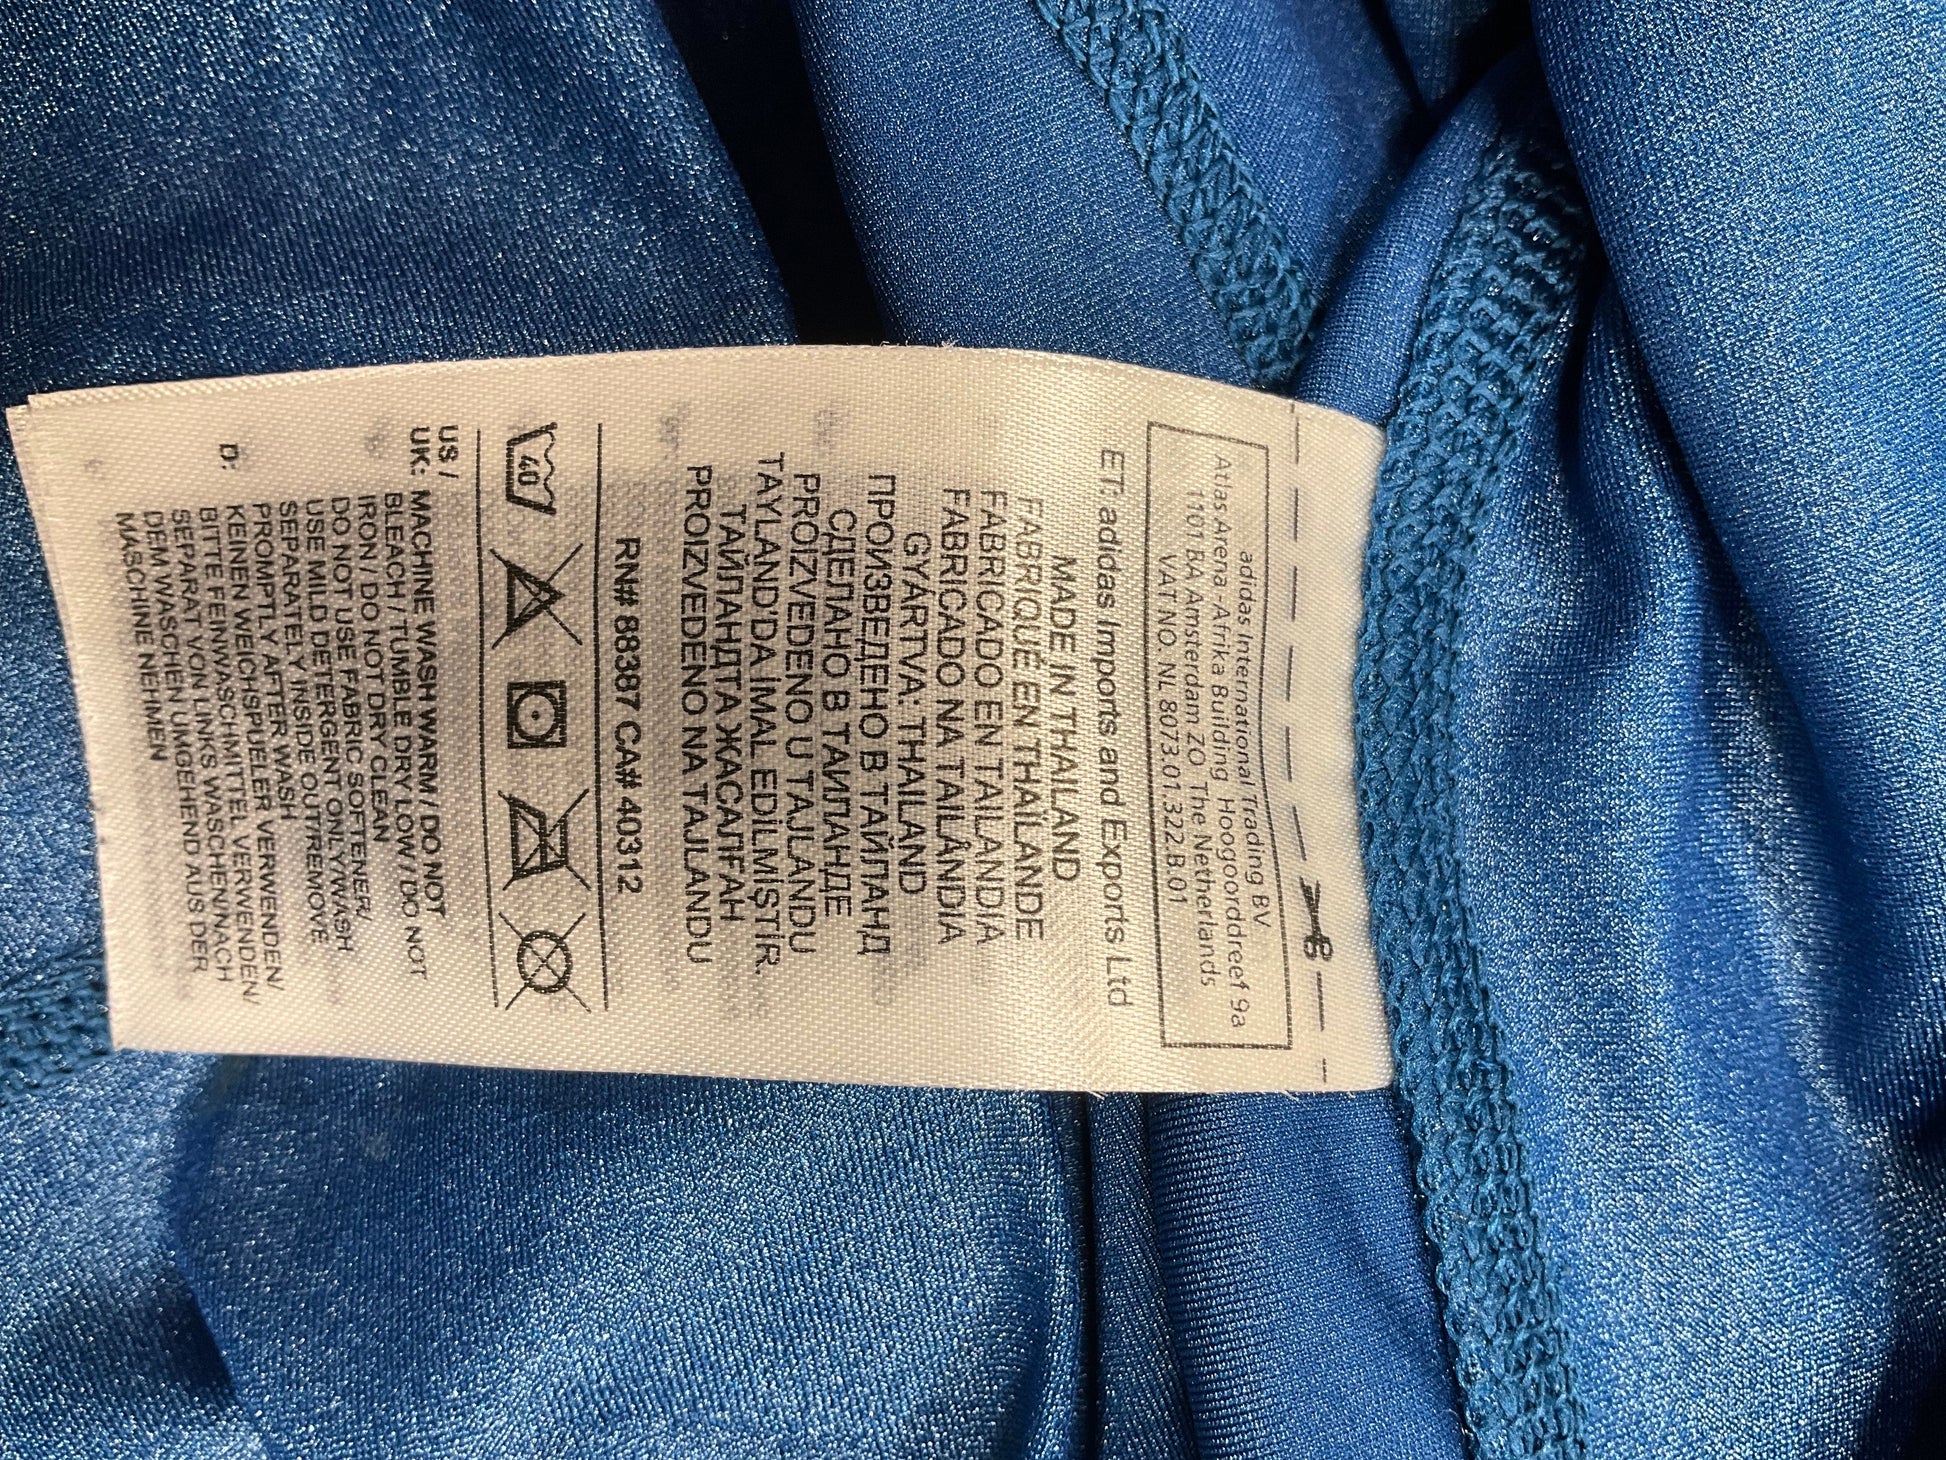 adidas International Trading BV
Atlas Arena - Afrika Building Hoogoorddreef 9a
1101 BA Amsterdam ZO The Netherlands
VAT NO. NL8073.01.322B.01
ET: adidas Imports and Exports Ltd
MADE IN THAILAND
FABRIQUÉ EN THAÏLANDE
FABRICADO EN TAILANDIA
FABRICADO NA TAILÂNDIA
GYÁRTVA: THAILAND
ПРОИЗВЕДЕНО В ТАЙЛАНД
СДЕЛАНО В ТАИЛАНДЕ
PROIZVEDENO U TAJLANDU
TAYLAND'DA İMAL EDİLMİŞTİR.
ТАЙЛАНДТА ЖАСАЛҒАН
PROIZVEDENO NA TAJLANDU
RN# 88387 CA# 40312
40
US /
UK: MACHINE WASH WARM / DO NOT
BLEACH / TUMBLE DRY LOW / DO NOT
IRON / DO NOT DRY CLEAN
DO NOT USE FABRIC SOFTENER/
USE MILD DETERGENT ONLY/WASH
SEPARATELY INSIDE OUT/REMOVE
PROMPTLY AFTER WASH
D: KEINEN WEICHSPUELER VERWENDEN/
BITTE FEINWASCHMITTEL VERWENDEN/
SEPARAT VON LINKS WASCHEN/NACH
DEM WASCHEN UMGEHEND AUS DER
MASCHINE NEHMEN